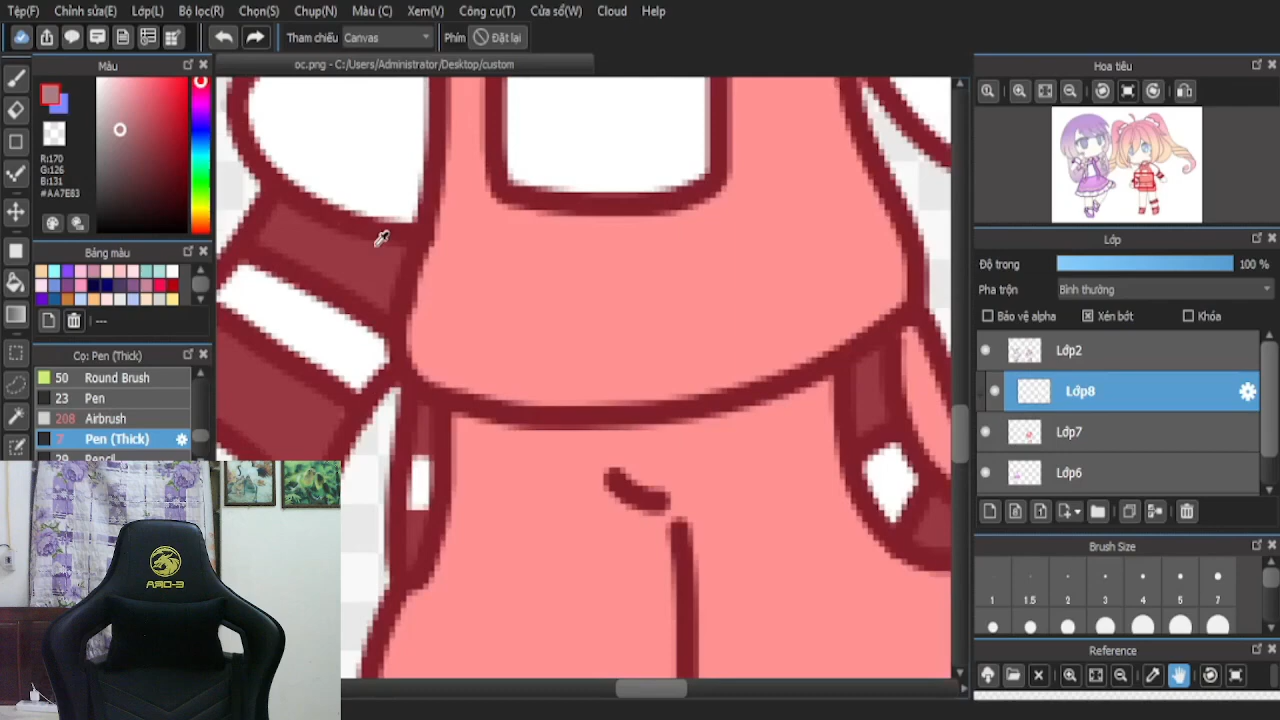 Tệp(F) Chỉnh sửa(E) Lớp(L) Bộ lọc(R) Chọn(S) Chụp(N) Màu (C) Xem(V) Công cụ(T) Cửa sổ(W) Cloud Help
Tham chiếu Canvas Phím Đặt lại
oc.png - C:/Users/Administrator/Desktop/custom
Màu
R:170
G:126
B:131
#AA7E83
Bảng màu
---
Cọ: Pen (Thick)
50 Round Brush
23 Pen
208 Airbrush
7 Pen (Thick)
29 Pencil
E-DRA
Hoa tiêu
Lớp
Độ trong 100 %
Pha trộn Bình thường
Bảo vệ alpha Xén bớt Khóa
Lớp2
Lớp8
Lớp7
Lớp6
Brush Size
1 1.5 2 3 4 5 7
Reference